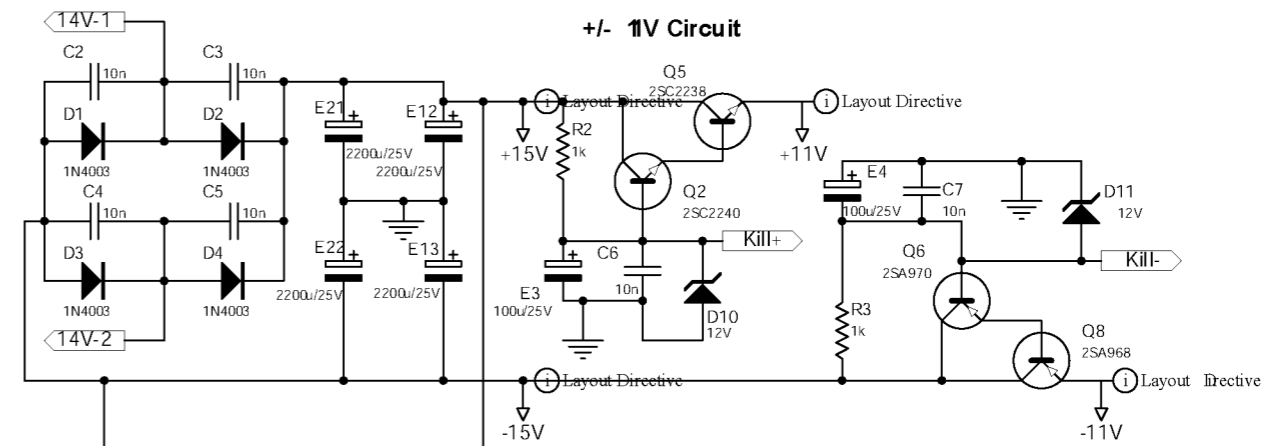 +/- 11V Circuit
14V-1
C2
10n
C3
10n
D1
1N4003
D2
1N4003
C4
10n
C5
10n
D3
1N4003
D4
1N4003
14V-2
E21
2200u/25V
E12
2200u/25V
E22
2200u/25V
E13
2200u/25V
Layout Directive
+15V
R2
1k
Q5
2SC2238
Layout Directive
+11V
Q2
2SC2240
Kill+
E3
100u/25V
C6
10n
D10
12V
E4
100u/25V
C7
10n
D11
12V
Kill-
Q6
2SA970
R3
1k
Q8
2SA968
Layout Directive
-15V
Layout Directive
-11V